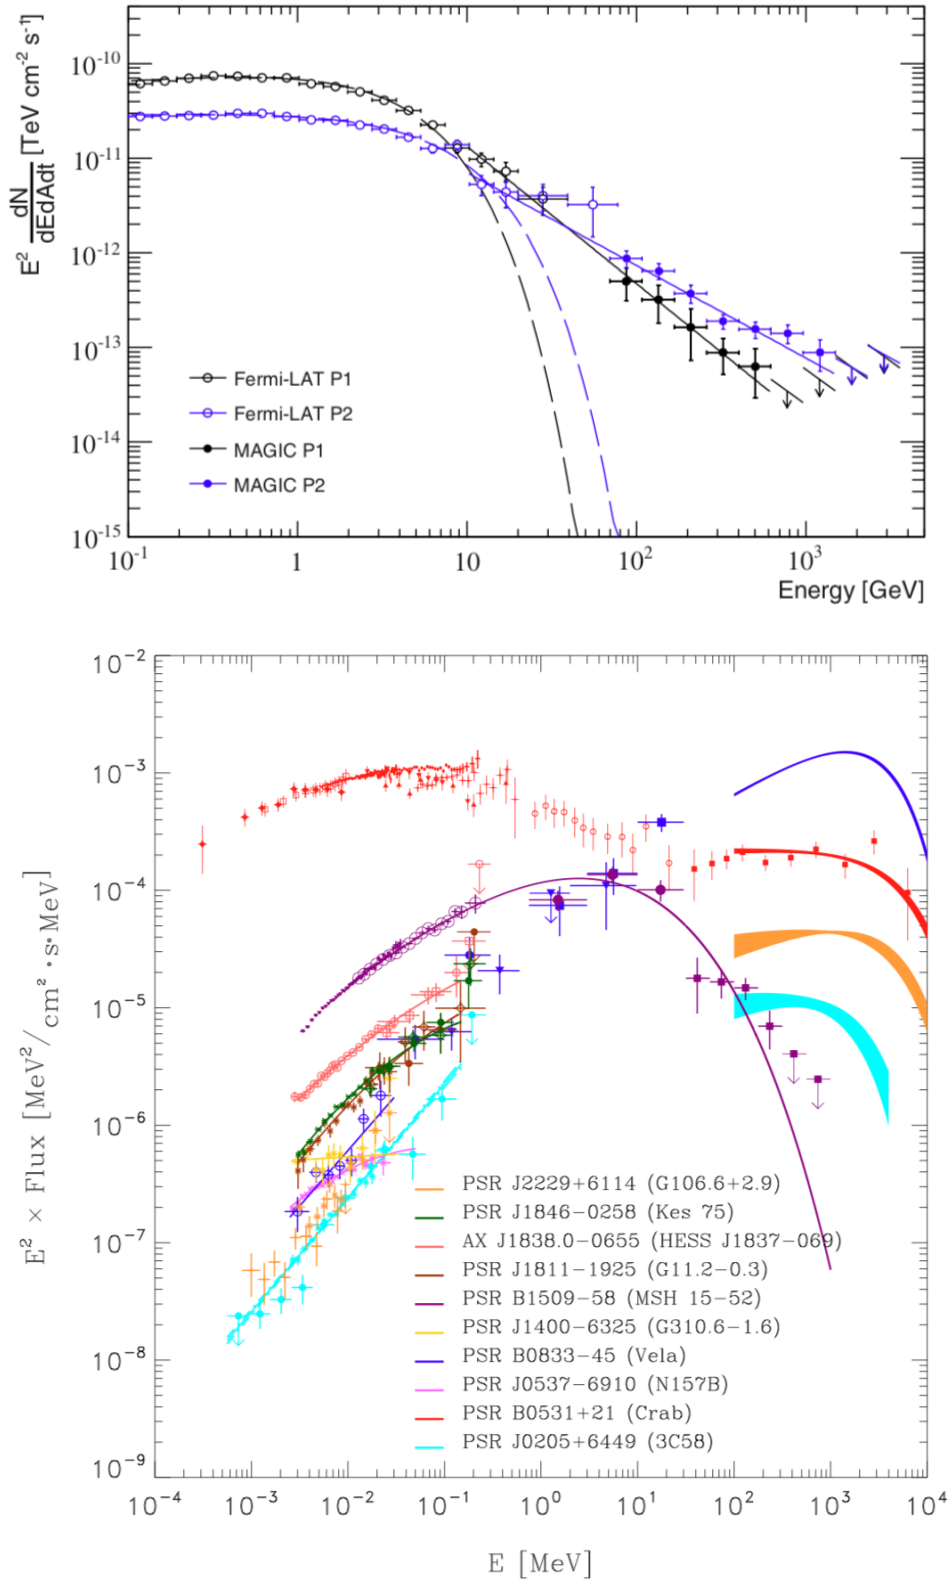 E² dN/dEdAdt [TeV cm⁻² s⁻¹]
10⁻¹⁰
10⁻¹¹
10⁻¹²
10⁻¹³
10⁻¹⁴
10⁻¹⁵
Fermi-LAT P1
Fermi-LAT P2
MAGIC P1
MAGIC P2
10⁻¹ 1 10 10² 10³
Energy [GeV]
E² × Flux [MeV²/cm²·s·MeV]
10⁻²
10⁻³
10⁻⁴
10⁻⁵
10⁻⁶
10⁻⁷
10⁻⁸
10⁻⁹
PSR J2229+6114 (G106.6+2.9)
PSR J1846−0258 (Kes 75)
AX J1838.0−0655 (HESS J1837−069)
PSR J1811−1925 (G11.2−0.3)
PSR B1509−58 (MSH 15−52)
PSR J1400−6325 (G310.6−1.6)
PSR B0833−45 (Vela)
PSR J0537−6910 (N157B)
PSR B0531+21 (Crab)
PSR J0205+6449 (3C58)
10⁻⁴ 10⁻³ 10⁻² 10⁻¹ 10⁰ 10¹ 10² 10³ 10⁴
E [MeV]